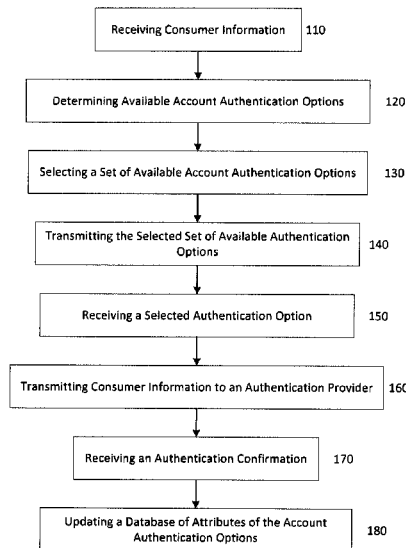 Receiving Consumer Information 110
Determining Available Account Authentication Options 120
Selecting a Set of Available Account Authentication Options 130
Transmitting the Selected Set of Available Authentication
Options 140
Receiving a Selected Authentication Option 150
Transmitting Consumer Information to an Authentication Provider 160
Receiving an Authentication Confirmation 170
Updating a Database of Attributes of the Account
Authentication Options 180